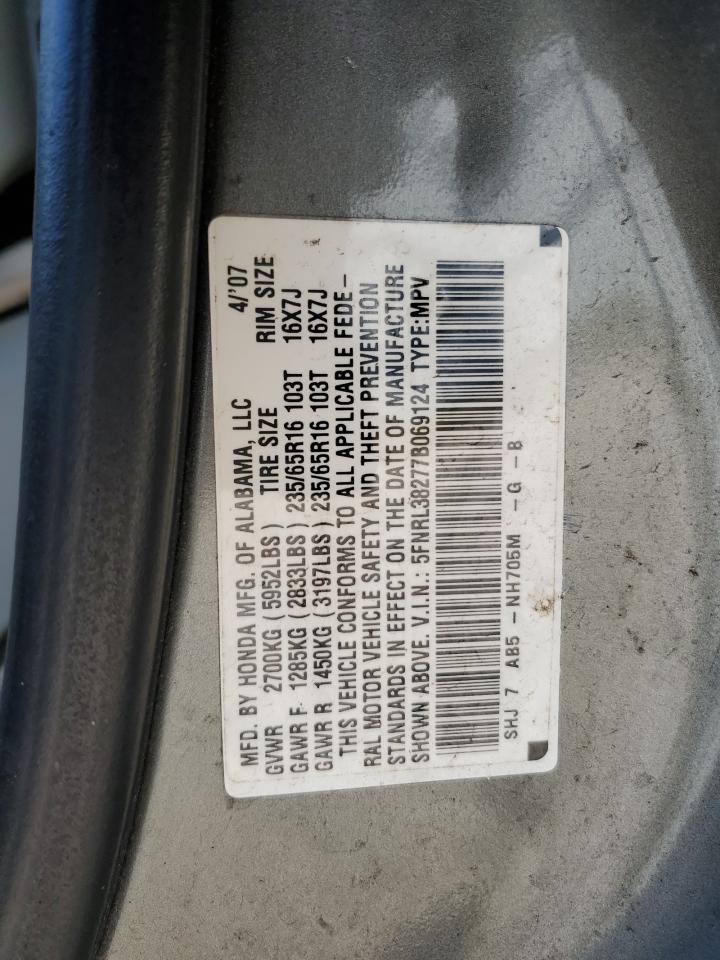 MFD. BY HONDA MFG. OF ALABAMA, LLC 4/'07
GVWR 2700KG (5952LBS) TIRE SIZE RIM SIZE
GAWR F 1285KG (2833LBS) 235/65R16 103T 16X7J
GAWR R 1450KG (3197LBS) 235/65R16 103T 16X7J
THIS VEHICLE CONFORMS TO ALL APPLICABLE FEDE-
RAL MOTOR VEHICLE SAFETY AND THEFT PREVENTION
STANDARDS IN EFFECT ON THE DATE OF MANUFACTURE
SHOWN ABOVE. V.I.N.: 5FNRL38277B069124 TYPE:MPV
SHJ 7 AB5 -NH705M -G -B